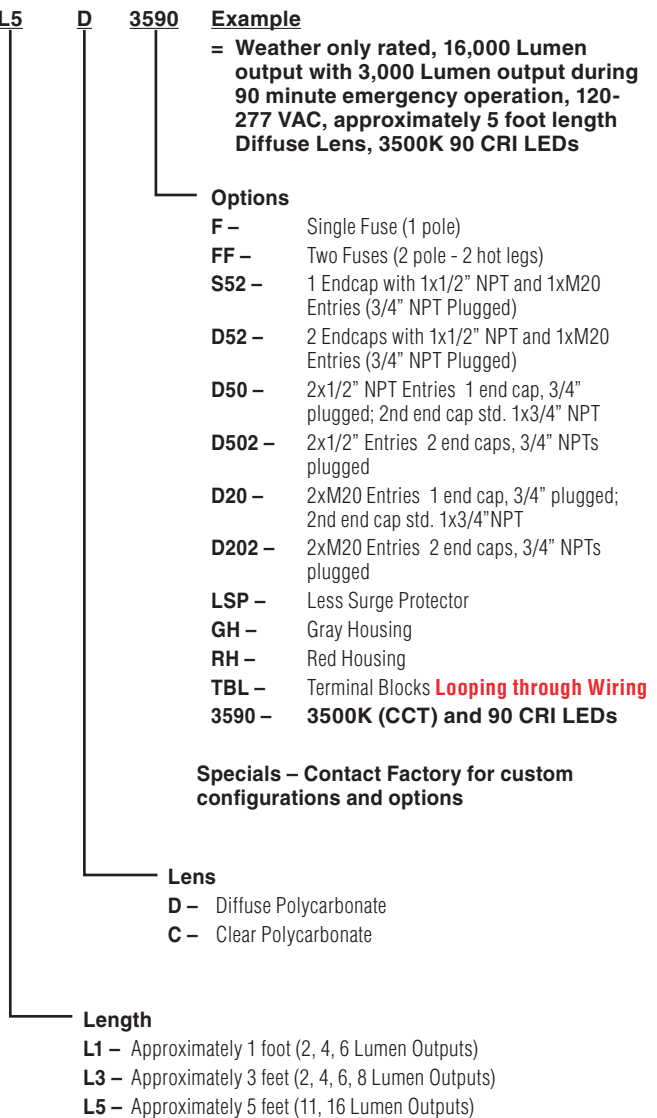 L5 D 3590 Example
= Weather only rated, 16,000 Lumen
output with 3,000 Lumen output during
90 minute emergency operation, 120-
277 VAC, approximately 5 foot length
Diffuse Lens, 3500K 90 CRI LEDs
Options
F – Single Fuse (1 pole)
FF – Two Fuses (2 pole - 2 hot legs)
S52 – 1 Endcap with 1x1/2” NPT and 1xM20
Entries (3/4” NPT Plugged)
D52 – 2 Endcaps with 1x1/2” NPT and 1xM20
Entries (3/4” NPT Plugged)
D50 – 2x1/2” NPT Entries 1 end cap, 3/4”
plugged; 2nd end cap std. 1x3/4” NPT
D502 – 2x1/2” Entries 2 end caps, 3/4” NPTs
plugged
D20 – 2xM20 Entries 1 end cap, 3/4” plugged;
2nd end cap std. 1x3/4”NPT
D202 – 2xM20 Entries 2 end caps, 3/4” NPTs
plugged
LSP – Less Surge Protector
GH – Gray Housing
RH – Red Housing
TBL – Terminal Blocks Looping through Wiring
3590 – 3500K (CCT) and 90 CRI LEDs
Specials – Contact Factory for custom
configurations and options
Lens
D – Diffuse Polycarbonate
C – Clear Polycarbonate
Length
L1 – Approximately 1 foot (2, 4, 6 Lumen Outputs)
L3 – Approximately 3 feet (2, 4, 6, 8 Lumen Outputs)
L5 – Approximately 5 feet (11, 16 Lumen Outputs)